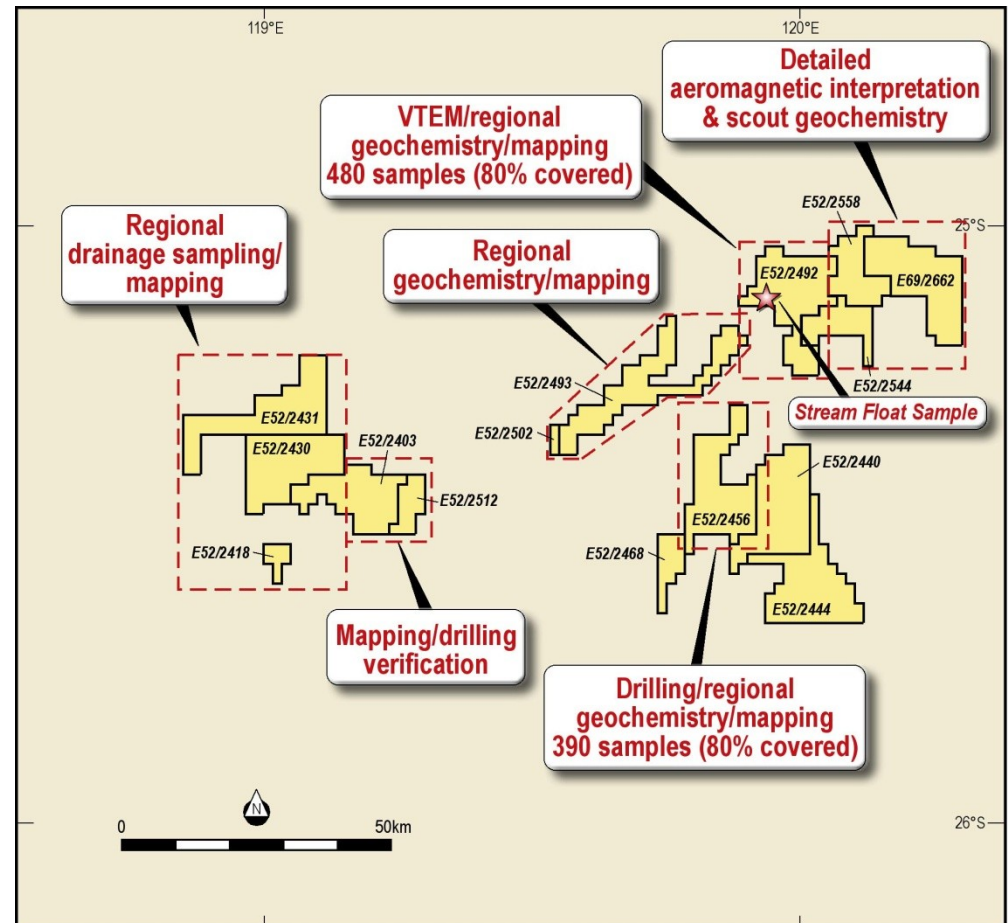 119°E
120°E
Detailed
aeromagnetic interpretation
& scout geochemistry
VTEM/regional
geochemistry/mapping
480 samples (80% covered)
E52/2558
25°S
Regional
drainage sampling/
mapping
Regional
geochemistry/mapping
E52/2492
E69/2662
E52/2544
E52/2493
Stream Float Sample
E52/2431
E52/2502
E52/2430
E52/2403
E52/2440
E52/2512
E52/2456
E52/2418
E52/2468
E52/2444
Mapping/drilling
verification
Drilling/regional
geochemistry/mapping
390 samples (80% covered)
N
0
50km
26°S